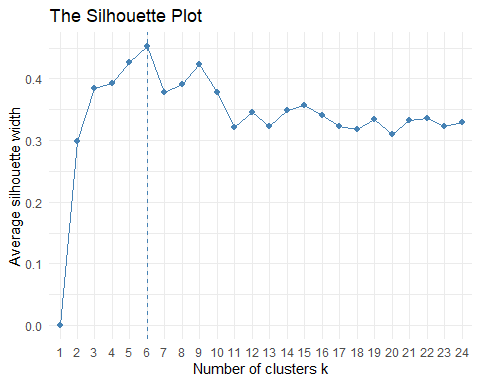 The Silhouette Plot
Average silhouette width
0.4
0.3
0.2
0.1
0.0
1 2 3 4 5 6 7 8 9 10 11 12 13 14 15 16 17 18 19 20 21 22 23 24
Number of clusters k